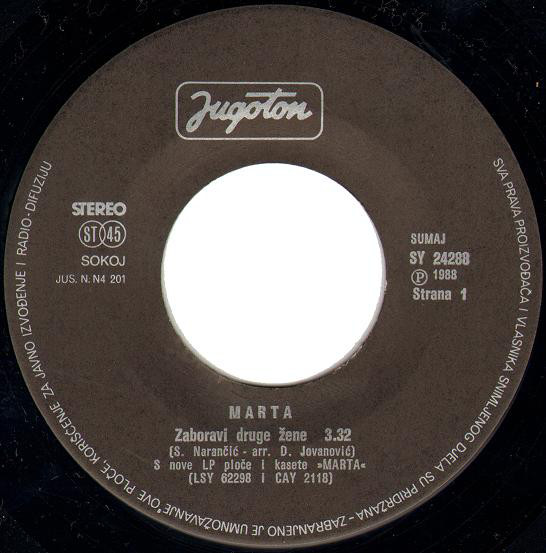 Jugoton
STEREO
ST 45
SOKOJ
JUS. N. N4 201
SUMAJ
SY 24288
Ⓟ 1988
Strana 1
MARTA
Zaboravi druge žene 3.32
(S. Narančić - arr. D. Jovanović)
S nove LP ploče I kasete »MARTA«
(LSY 62298 I CAY 2118)
SVA PRAVA PROIZVOĐAČA I VLASNIKA SNIMLJENOG DJELA SU PRIDRŽANA - ZABRANJENO JE UMNOŽAVANJE OVE PLOČE, KORIŠĆENJE ZA JAVNO IZVOĐENJE I RADIO-DIFUZIJU